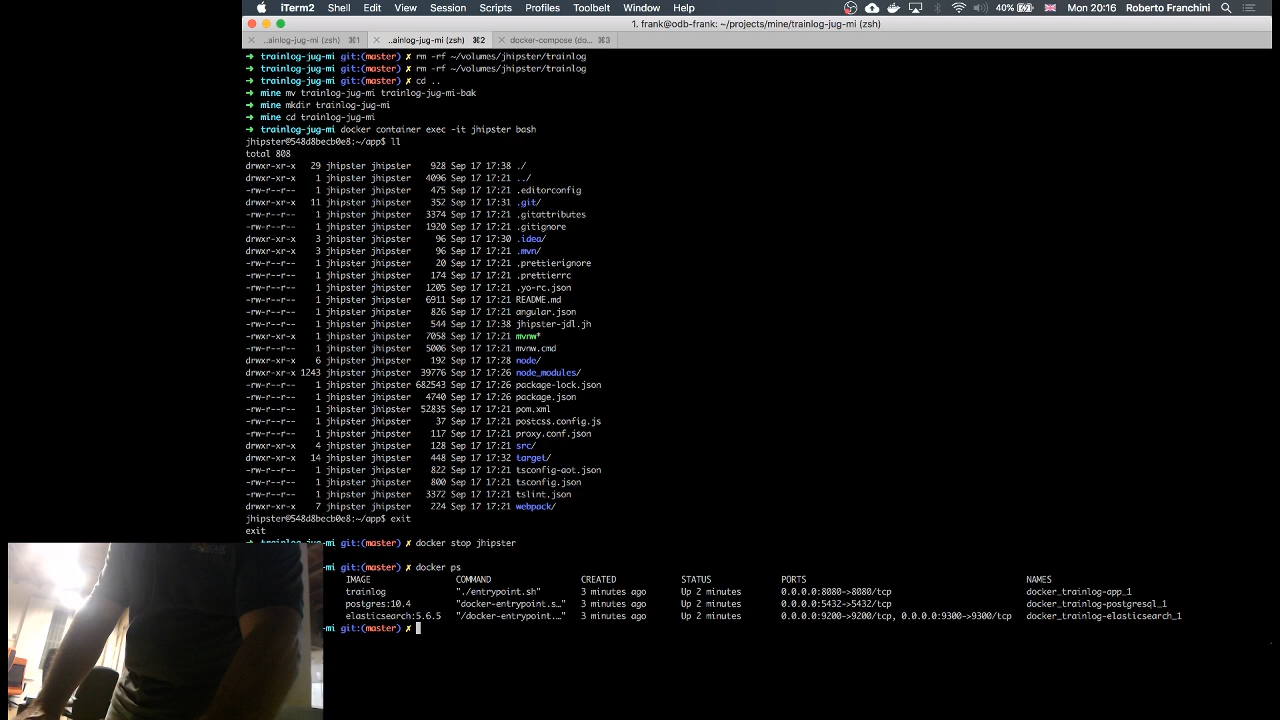 iTerm2 Shell Edit View Session Scripts Profiles Toolbelt Window Help 40% Mon 20:16 Roberto Franchini
1. frank@odb-frank: ~/projects/mine/trainlog-jug-mi (zsh)
..ainlog-jug-mi (zsh) ⌘1 ..ainlog-jug-mi (zsh) ⌘2 docker-compose (do... ⌘3
➜ trainlog-jug-mi git:(master) ✗ rm -rf ~/volumes/jhipster/trainlog
➜ trainlog-jug-mi git:(master) ✗ rm -rf ~/volumes/jhipster/trainlog
➜ trainlog-jug-mi git:(master) ✗ cd ..
➜ mine mv trainlog-jug-mi trainlog-jug-mi-bak
➜ mine mkdir trainlog-jug-mi
➜ mine cd trainlog-jug-mi
➜ trainlog-jug-mi docker container exec -it jhipster bash
jhipster@548d8becb0e8:~/app$ ll
total 808
drwxr-xr-x 29 jhipster jhipster 928 Sep 17 17:38 ./
drwxr-xr-x 1 jhipster jhipster 4096 Sep 17 17:21 ../
-rw-r--r-- 1 jhipster jhipster 475 Sep 17 17:21 .editorconfig
drwxr-xr-x 11 jhipster jhipster 352 Sep 17 17:31 .git/
-rw-r--r-- 1 jhipster jhipster 3374 Sep 17 17:21 .gitattributes
-rw-r--r-- 1 jhipster jhipster 1920 Sep 17 17:21 .gitignore
drwxr-xr-x 3 jhipster jhipster 96 Sep 17 17:30 .idea/
drwxr-xr-x 3 jhipster jhipster 96 Sep 17 17:21 .mvn/
-rw-r--r-- 1 jhipster jhipster 20 Sep 17 17:21 .prettierignore
-rw-r--r-- 1 jhipster jhipster 174 Sep 17 17:21 .prettierrc
-rw-r--r-- 1 jhipster jhipster 1205 Sep 17 17:21 .yo-rc.json
-rw-r--r-- 1 jhipster jhipster 6911 Sep 17 17:21 README.md
-rw-r--r-- 1 jhipster jhipster 826 Sep 17 17:21 angular.json
-rw-r--r-- 1 jhipster jhipster 544 Sep 17 17:38 jhipster-jdl.jh
-rwxr-xr-x 1 jhipster jhipster 7058 Sep 17 17:21 mvnw*
-rw-r--r-- 1 jhipster jhipster 5006 Sep 17 17:21 mvnw.cmd
drwxr-xr-x 6 jhipster jhipster 192 Sep 17 17:28 node/
drwxr-xr-x 1243 jhipster jhipster 39776 Sep 17 17:26 node_modules/
-rw-r--r-- 1 jhipster jhipster 682543 Sep 17 17:26 package-lock.json
-rw-r--r-- 1 jhipster jhipster 4740 Sep 17 17:26 package.json
-rw-r--r-- 1 jhipster jhipster 52835 Sep 17 17:21 pom.xml
-rw-r--r-- 1 jhipster jhipster 37 Sep 17 17:21 postcss.config.js
-rw-r--r-- 1 jhipster jhipster 117 Sep 17 17:21 proxy.conf.json
drwxr-xr-x 4 jhipster jhipster 128 Sep 17 17:21 src/
drwxr-xr-x 14 jhipster jhipster 448 Sep 17 17:32 target/
-rw-r--r-- 1 jhipster jhipster 822 Sep 17 17:21 tsconfig-aot.json
-rw-r--r-- 1 jhipster jhipster 800 Sep 17 17:21 tsconfig.json
-rw-r--r-- 1 jhipster jhipster 3372 Sep 17 17:21 tslint.json
drwxr-xr-x 7 jhipster jhipster 224 Sep 17 17:21 webpack/
jhipster@548d8becb0e8:~/app$ exit
exit
➜ trainlog-jug-mi git:(master) ✗ docker stop jhipster
-mi git:(master) ✗ docker ps
IMAGE COMMAND CREATED STATUS PORTS NAMES
trainlog "./entrypoint.sh" 3 minutes ago Up 2 minutes 0.0.0.0:8080->8080/tcp docker_trainlog-app_1
postgres:10.4 "docker-entrypoint.s…" 3 minutes ago Up 2 minutes 0.0.0.0:5432->5432/tcp docker_trainlog-postgresql_1
elasticsearch:5.6.5 "/docker-entrypoint.…" 3 minutes ago Up 2 minutes 0.0.0.0:9200->9200/tcp, 0.0.0.0:9300->9300/tcp docker_trainlog-elasticsearch_1
-mi git:(master) ✗